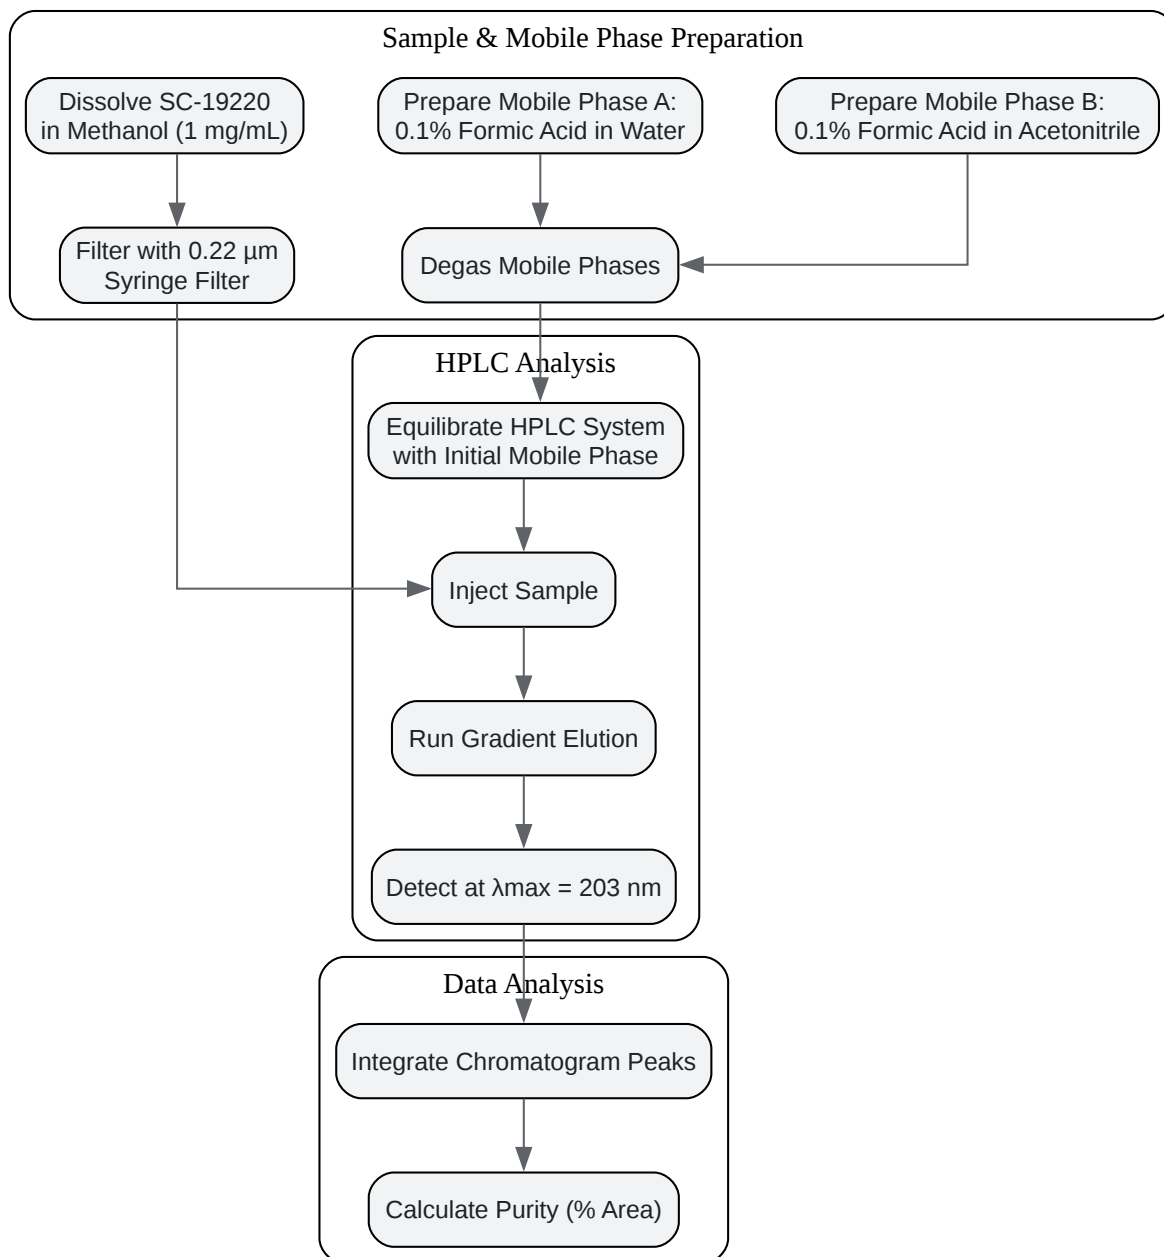 Sample & Mobile Phase Preparation
Dissolve SC-19220
in Methanol (1 mg/mL)
Prepare Mobile Phase A:
0.1% Formic Acid in Water
Prepare Mobile Phase B:
0.1% Formic Acid in Acetonitrile
Filter with 0.22 µm
Syringe Filter
Degas Mobile Phases
HPLC Analysis
Equilibrate HPLC System
with Initial Mobile Phase
Inject Sample
Run Gradient Elution
Detect at λmax = 203 nm
Data Analysis
Integrate Chromatogram Peaks
Calculate Purity (% Area)